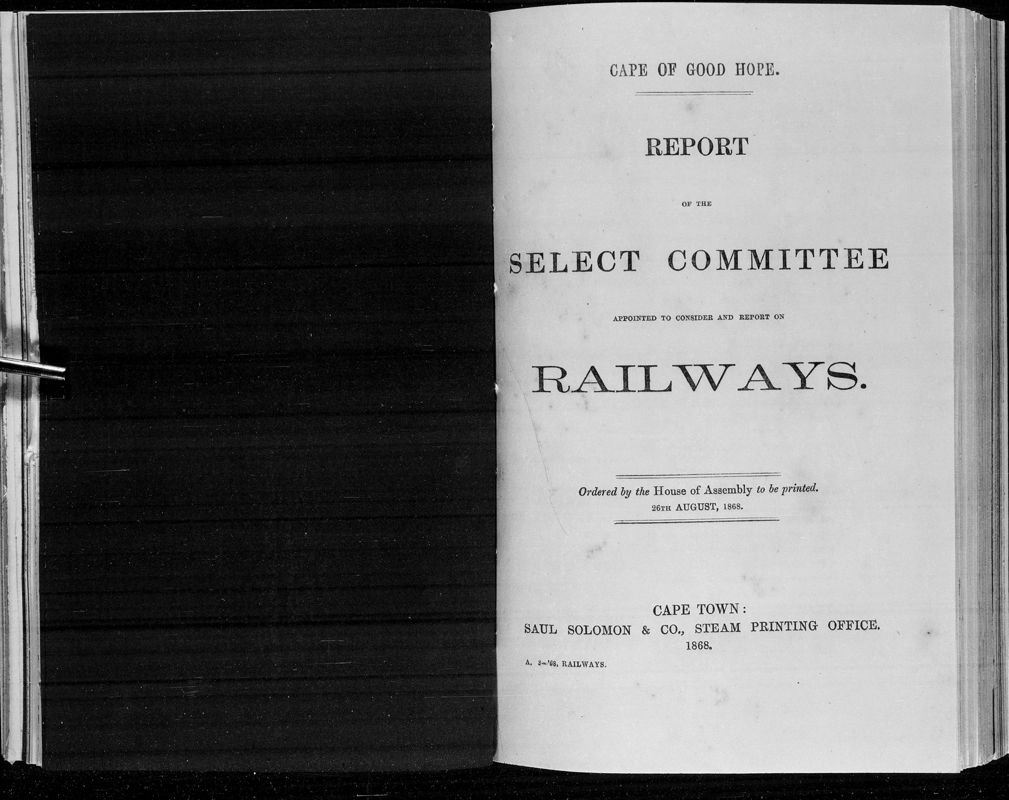 CAPE OF GOOD HOPE.
REPORT
OF THE
SELECT COMMITTEE
APPOINTED TO CONSIDER AND REPORT ON
RAILWAYS.
Ordered by the House of Assembly to be printed.
26TH AUGUST, 1868.
CAPE TOWN:
SAUL SOLOMON & CO., STEAM PRINTING OFFICE.
1868.
A. 3—'68. RAILWAYS.